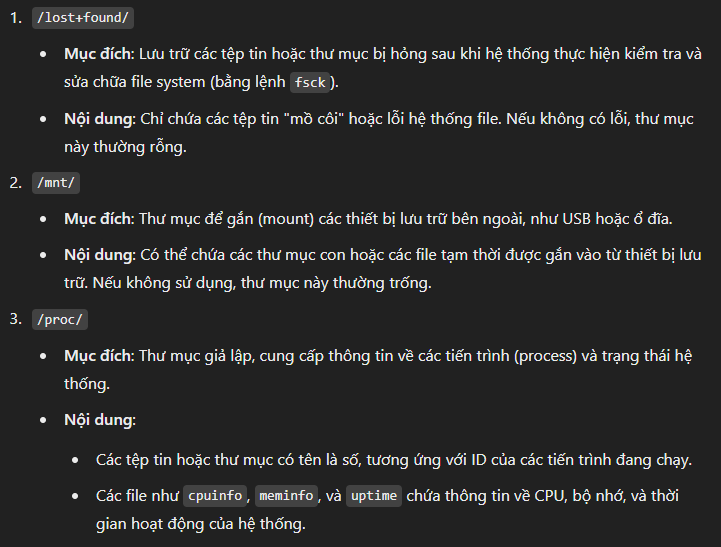 1. /lost+found/
• Mục đích: Lưu trữ các tệp tin hoặc thư mục bị hỏng sau khi hệ thống thực hiện kiểm tra và
sửa chữa file system (bằng lệnh fsck).
• Nội dung: Chỉ chứa các tệp tin "mồ côi" hoặc lỗi hệ thống file. Nếu không có lỗi, thư mục
này thường rỗng.
2. /mnt/
• Mục đích: Thư mục để gắn (mount) các thiết bị lưu trữ bên ngoài, như USB hoặc ổ đĩa.
• Nội dung: Có thể chứa các thư mục con hoặc các file tạm thời được gắn vào từ thiết bị lưu
trữ. Nếu không sử dụng, thư mục này thường trống.
3. /proc/
• Mục đích: Thư mục giả lập, cung cấp thông tin về các tiến trình (process) và trạng thái hệ
thống.
• Nội dung:
• Các tệp tin hoặc thư mục có tên là số, tương ứng với ID của các tiến trình đang chạy.
• Các file như cpuinfo, meminfo, và uptime chứa thông tin về CPU, bộ nhớ, và thời
gian hoạt động của hệ thống.